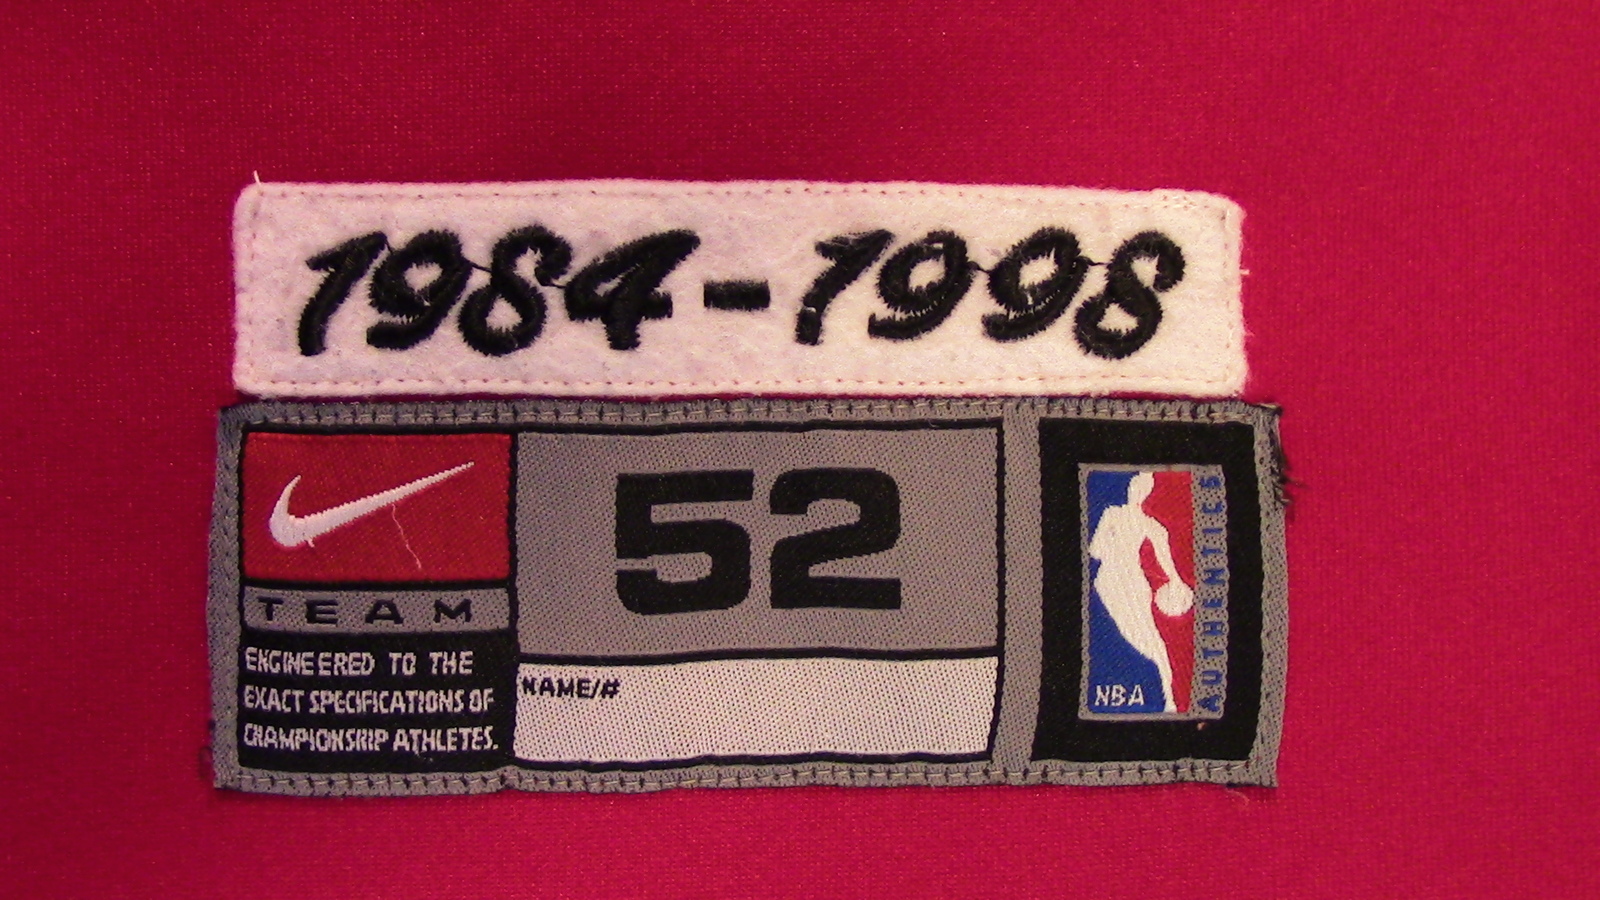 1984-1998
TEAM
ENGINEERED TO THE
EXACT SPECIFICATIONS OF
CHAMPIONSHIP ATHLETES.
52
NAME/#
NBA
AUTHENTICS